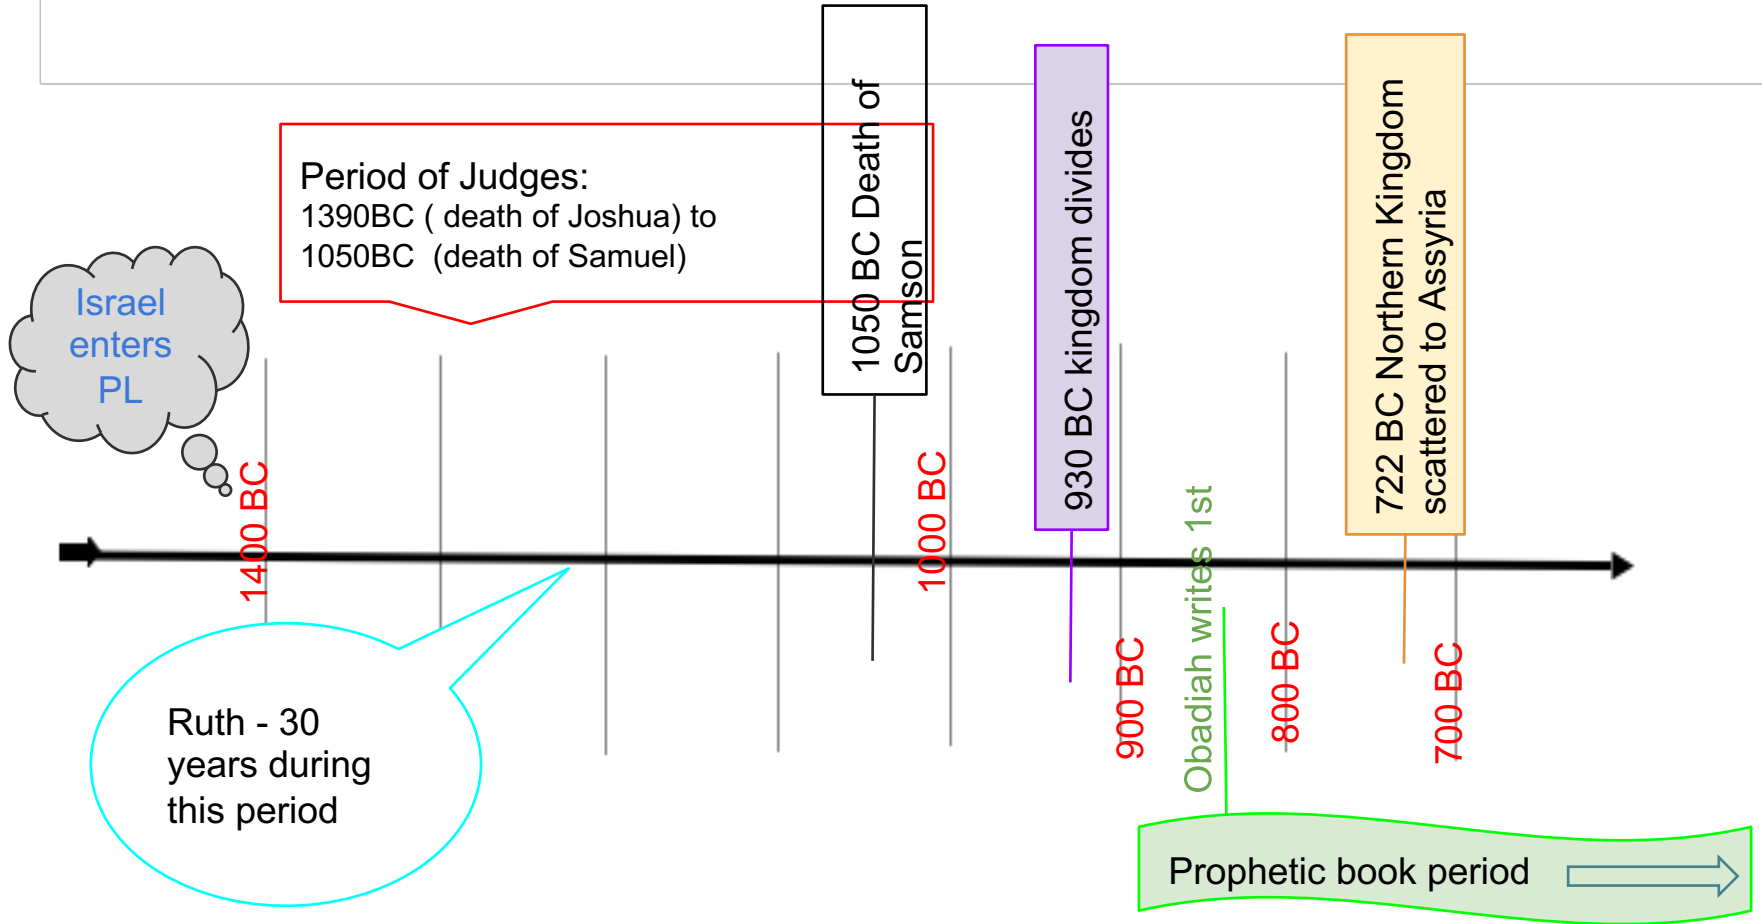 Period of Judges:
1390BC ( death of Joshua) to
1050BC  (death of Samuel)
1050 BC Death of
Samson
930 BC kingdom divides
722 BC Northern Kingdom
scattered to Assyria
Israel
enters
PL
1400 BC
1000 BC
900 BC
Obadiah writes 1st
800 BC
700 BC
Ruth - 30
years during
this period
Prophetic book period